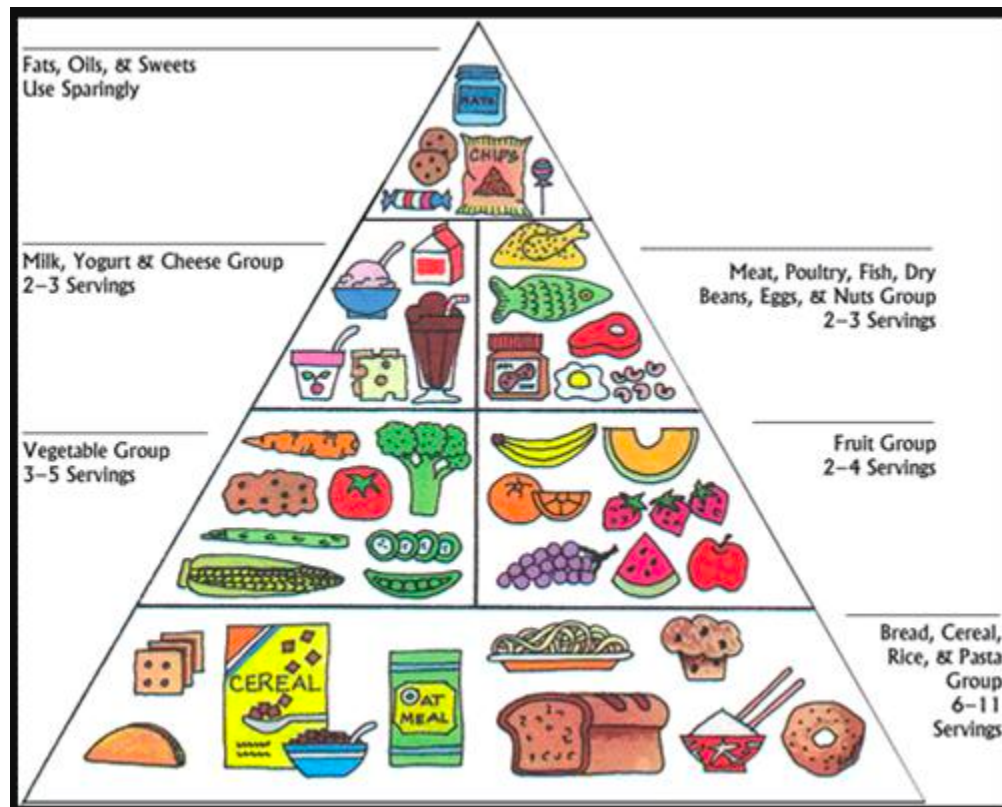 Fats, Oils, & Sweets
Use Sparingly
MAYO
CHIPS
Milk, Yogurt & Cheese Group
2–3 Servings
Meat, Poultry, Fish, Dry
Beans, Eggs, & Nuts Group
2–3 Servings
Vegetable Group
3–5 Servings
Fruit Group
2–4 Servings
Bread, Cereal,
Rice, & Pasta
Group
6–11
Servings
CEREAL
OAT
MEAL